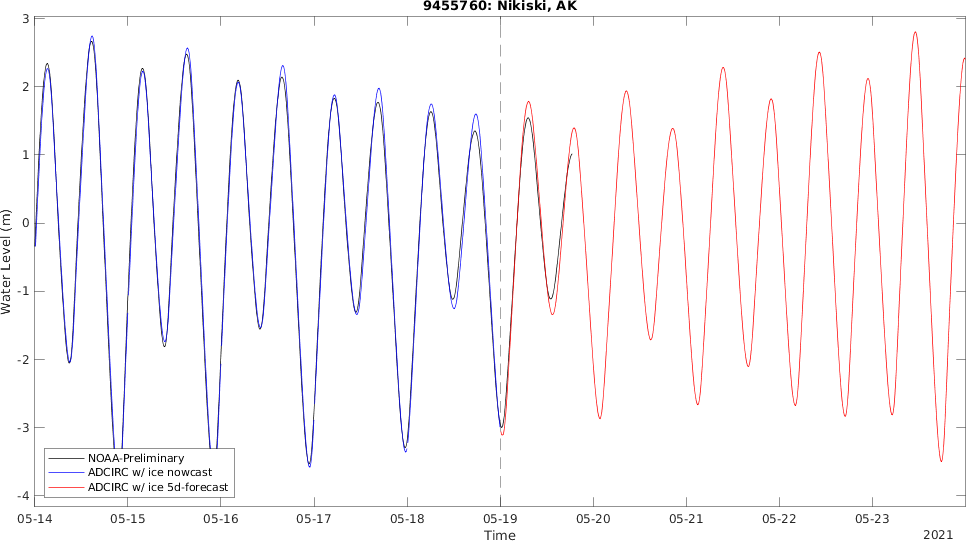 9455760: Nikiski, AK
3
2
1
0
-1
-2
-3
-4
Water Level (m)
NOAA-Preliminary
ADCIRC w/ ice nowcast
ADCIRC w/ ice 5d-forecast
05-14 05-15 05-16 05-17 05-18 05-19 05-20 05-21 05-22 05-23
Time
2021